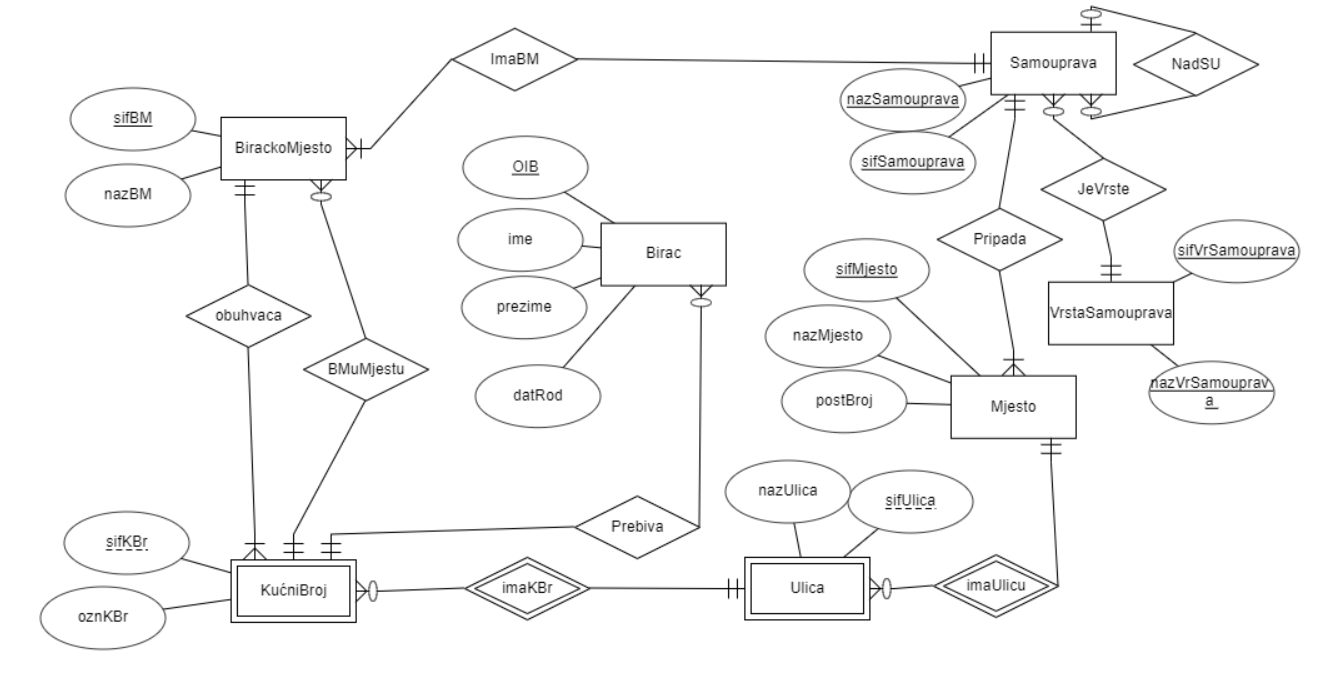 ImaBM
Samouprava
NadSU
nazSamouprava
sifSamouprava
sifBM
BirackoMjesto
nazBM
OIB
ime
Birac
prezime
datRod
JeVrste
Pripada
sifVrSamouprava
VrstaSamouprava
nazVrSamouprav
a
sifMjesto
nazMjesto
postBroj
Mjesto
obuhvaca
BMuMjestu
nazUlica
sifUlica
Prebiva
sifKBr
KućniBroj
oznKBr
imaKBr
Ulica
imaUlicu